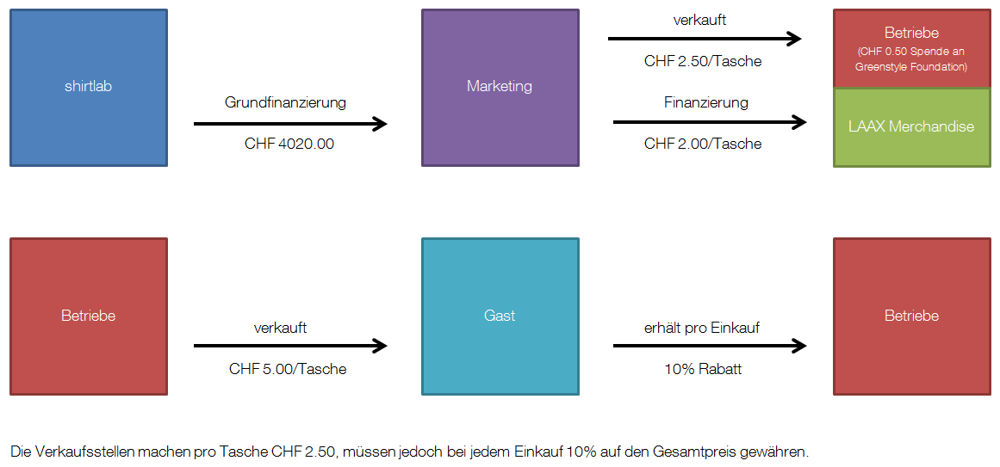 shirtlab
Grundfinanzierung
CHF 4020.00
Marketing
verkauft
CHF 2.50/Tasche
Finanzierung
CHF 2.00/Tasche
Betriebe
(CHF 0.50 Spende an
Greenstyle Foundation)
LAAX Merchandise
Betriebe
verkauft
CHF 5.00/Tasche
Gast
erhält pro Einkauf
10% Rabatt
Betriebe
Die Verkaufsstellen machen pro Tasche CHF 2.50, müssen jedoch bei jedem Einkauf 10% auf den Gesamtpreis gewähren.